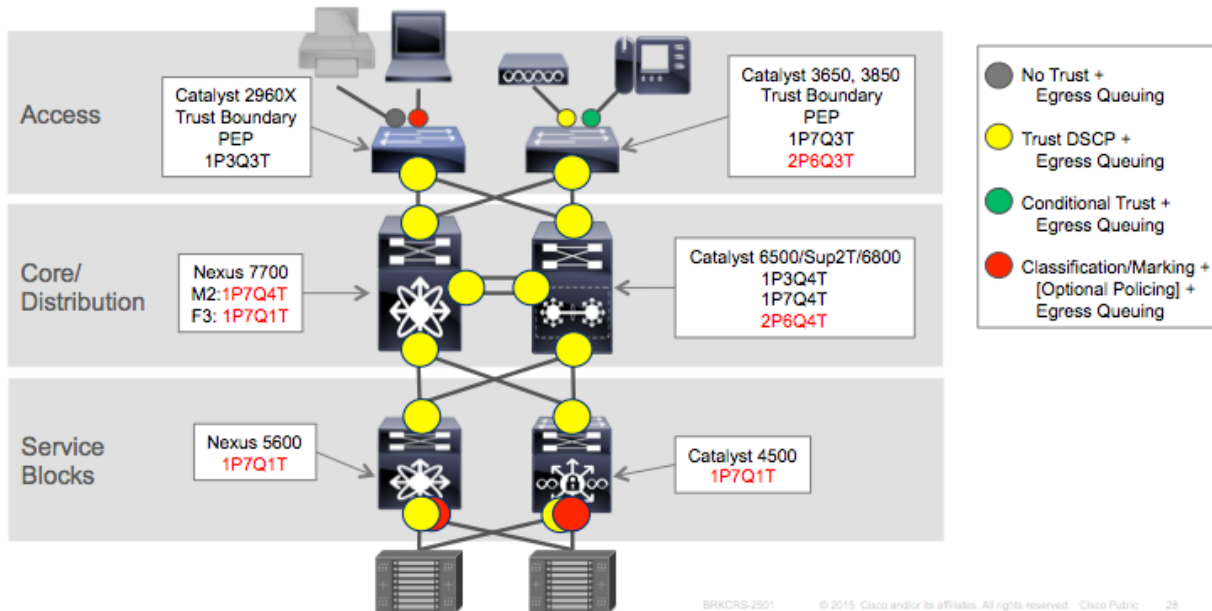 Access
Catalyst 2960X
Trust Boundary
PEP
1P3Q3T
Catalyst 3650, 3850
Trust Boundary
PEP
1P7Q3T
2P6Q3T
Core/
Distribution
Nexus 7700
M2:1P7Q4T
F3: 1P7Q1T
Catalyst 6500/Sup2T/6800
1P3Q4T
1P7Q4T
2P6Q4T
Service
Blocks
Nexus 5600
1P7Q1T
Catalyst 4500
1P7Q1T
No Trust +
Egress Queuing
Trust DSCP +
Egress Queuing
Conditional Trust +
Egress Queuing
Classification/Marking +
[Optional Policing] +
Egress Queuing
BRKCRS-2501 © 2015 Cisco and/or its affiliates. All rights reserved. Cisco Public 28